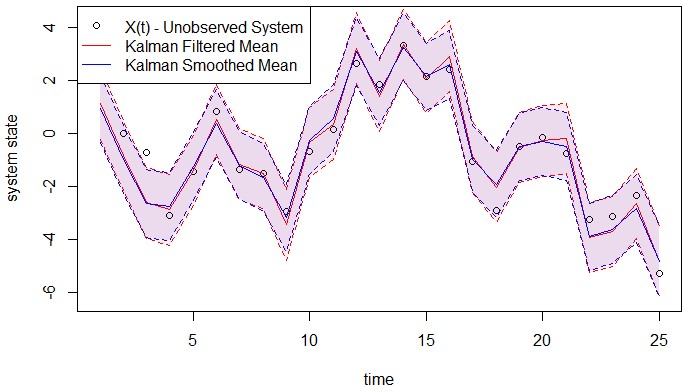 X(t) - Unobserved System
Kalman Filtered Mean
Kalman Smoothed Mean
system state
4
2
0
-2
-4
-6
5
10
15
20
25
time